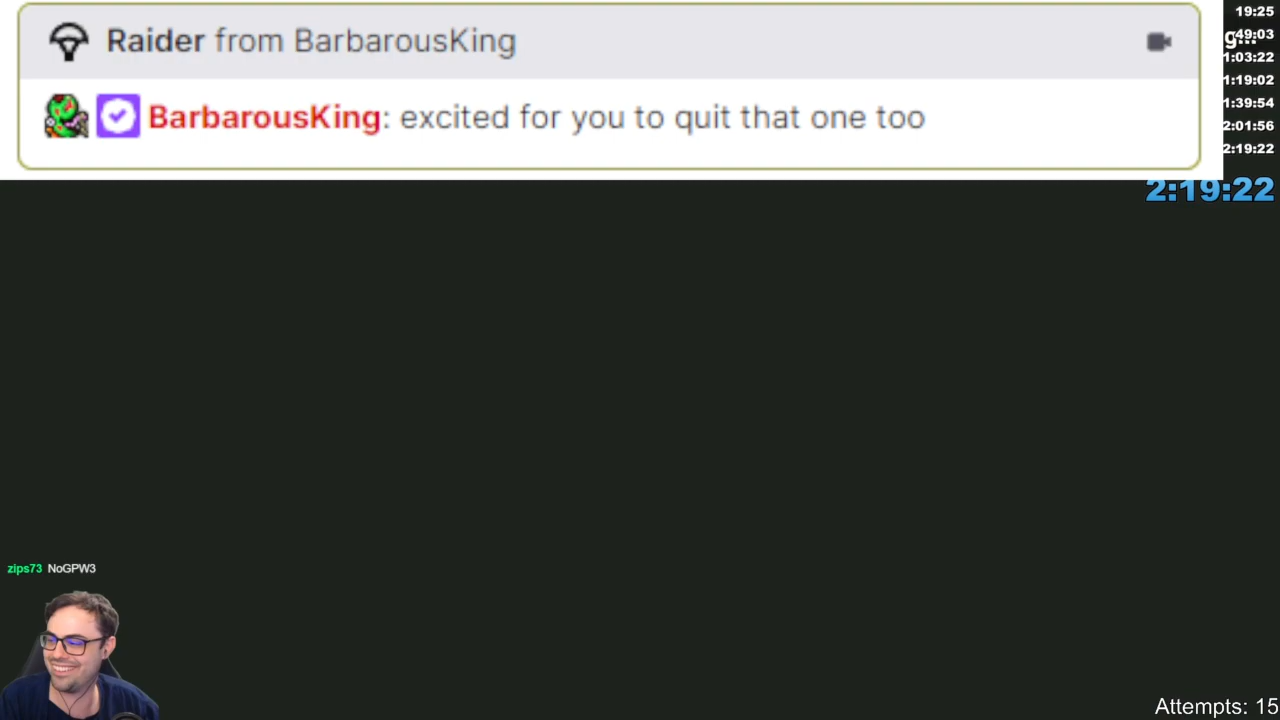 Raider from BarbarousKing
BarbarousKing: excited for you to quit that one too
19:25
49:03
1:03:22
1:19:02
1:39:54
2:01:56
2:19:22
2:19:22
zips73 NoGPW3
Attempts: 15